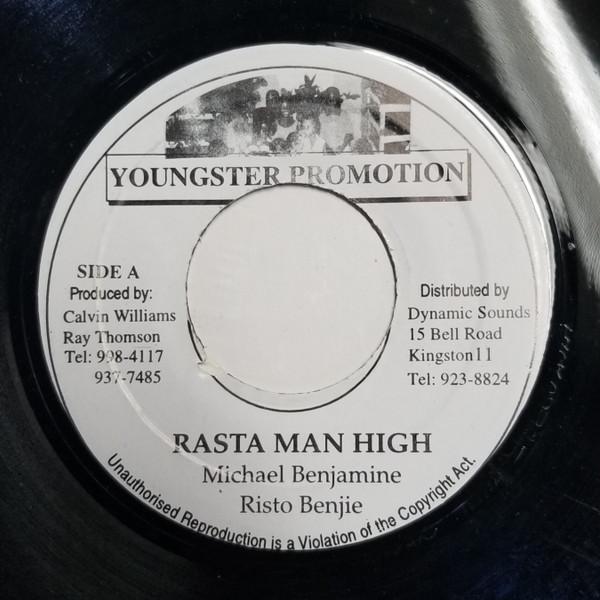 YOUNGSTER PROMOTION
SIDE A
Produced by:
Calvin Williams
Ray Thomson
Tel: 998-4117
937-7485
Distributed by
Dynamic Sounds
15 Bell Road
Kingston11
Tel: 923-8824
RASTA MAN HIGH
Michael Benjamine
Risto Benjie
Unauthorised Reproduction is a Violation of the Copyright Act.